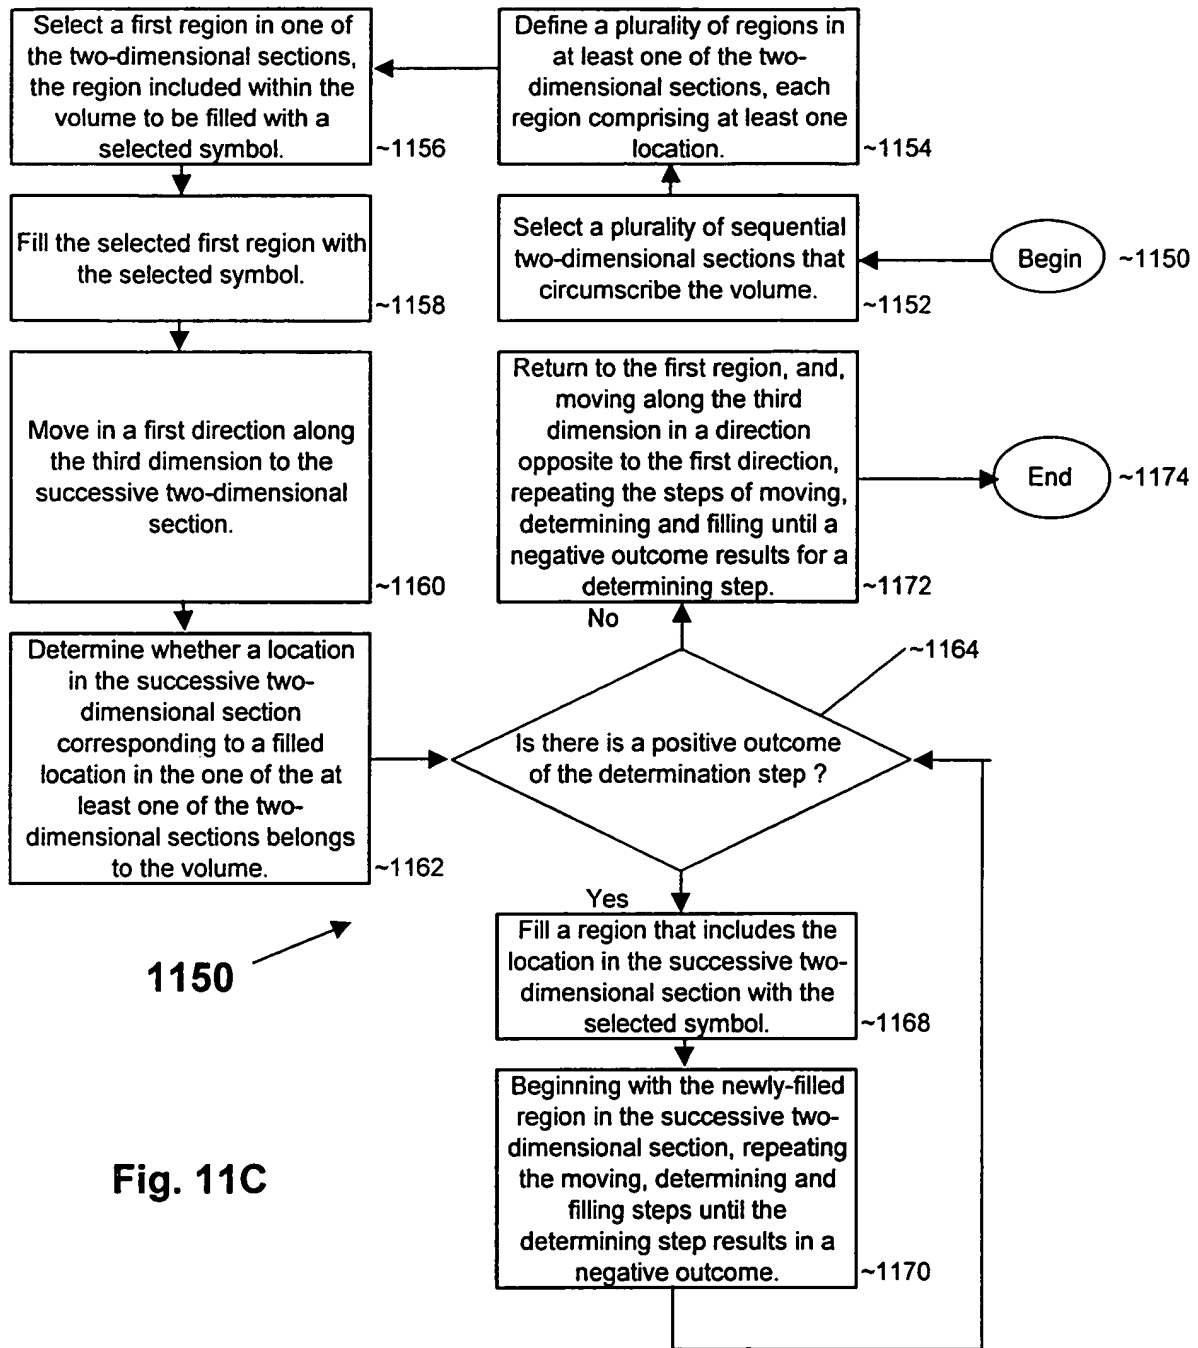 Select a first region in one of
the two-dimensional sections,
the region included within the
volume to be filled with a
selected symbol.
~1156
Define a plurality of regions in
at least one of the two-
dimensional sections, each
region comprising at least one
location.
~1154
Fill the selected first region with
the selected symbol.
~1158
Select a plurality of sequential
two-dimensional sections that
circumscribe the volume.
~1152
Begin
~1150
Move in a first direction along
the third dimension to the
successive two-dimensional
section.
~1160
Return to the first region, and,
moving along the third
dimension in a direction
opposite to the first direction,
repeating the steps of moving,
determining and filling until a
negative outcome results for a
determining step.
~1172
End
~1174
No
Determine whether a location
in the successive two-
dimensional section
corresponding to a filled
location in the one of the at
least one of the two-
dimensional sections belongs
to the volume.
~1162
~1164
Is there is a positive outcome
of the determination step ?
Yes
1150
Fill a region that includes the
location in the successive two-
dimensional section with the
selected symbol.
~1168
Beginning with the newly-filled
region in the successive two-
dimensional section, repeating
the moving, determining and
filling steps until the
determining step results in a
negative outcome.
~1170
Fig. 11C